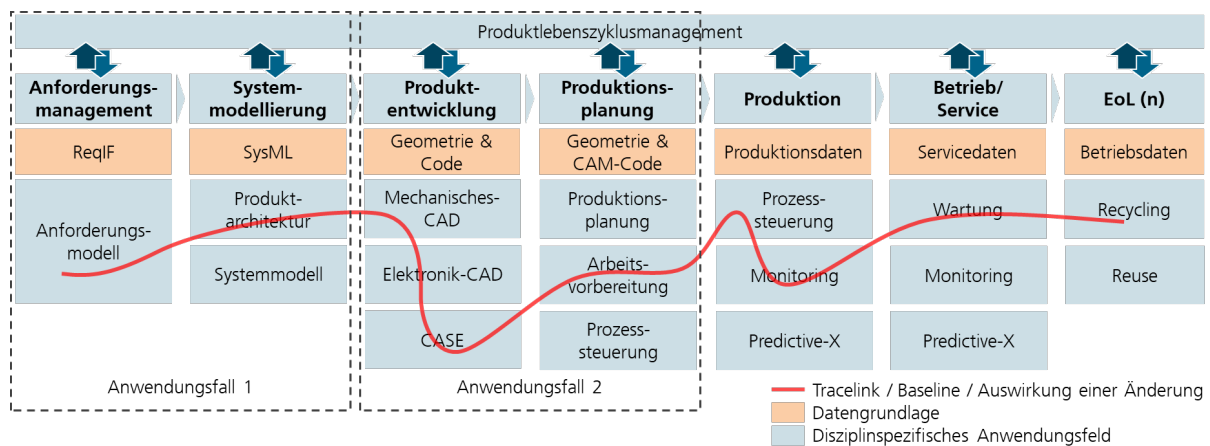 Produktlebenszyklusmanagement
Anforderungs-
management
System-
modellierung
Produkt-
entwicklung
Produktions-
planung
Produktion
Betrieb/
Service
EoL (n)
ReqIF
SysML
Geometrie &
Code
Geometrie &
CAM-Code
Produktionsdaten
Servicedaten
Betriebsdaten
Anforderungs-
modell
Produkt-
architektur
Systemmodell
Mechanisches-
CAD
Elektronik-CAD
CASE
Produktions-
planung
Arbeits-
vorbereitung
Prozess-
steuerung
Prozess-
steuerung
Monitoring
Predictive-X
Wartung
Monitoring
Predictive-X
Recycling
Reuse
Anwendungsfall 1
Anwendungsfall 2
Tracelink / Baseline / Auswirkung einer Änderung
Datengrundlage
Disziplinspezifisches Anwendungsfeld